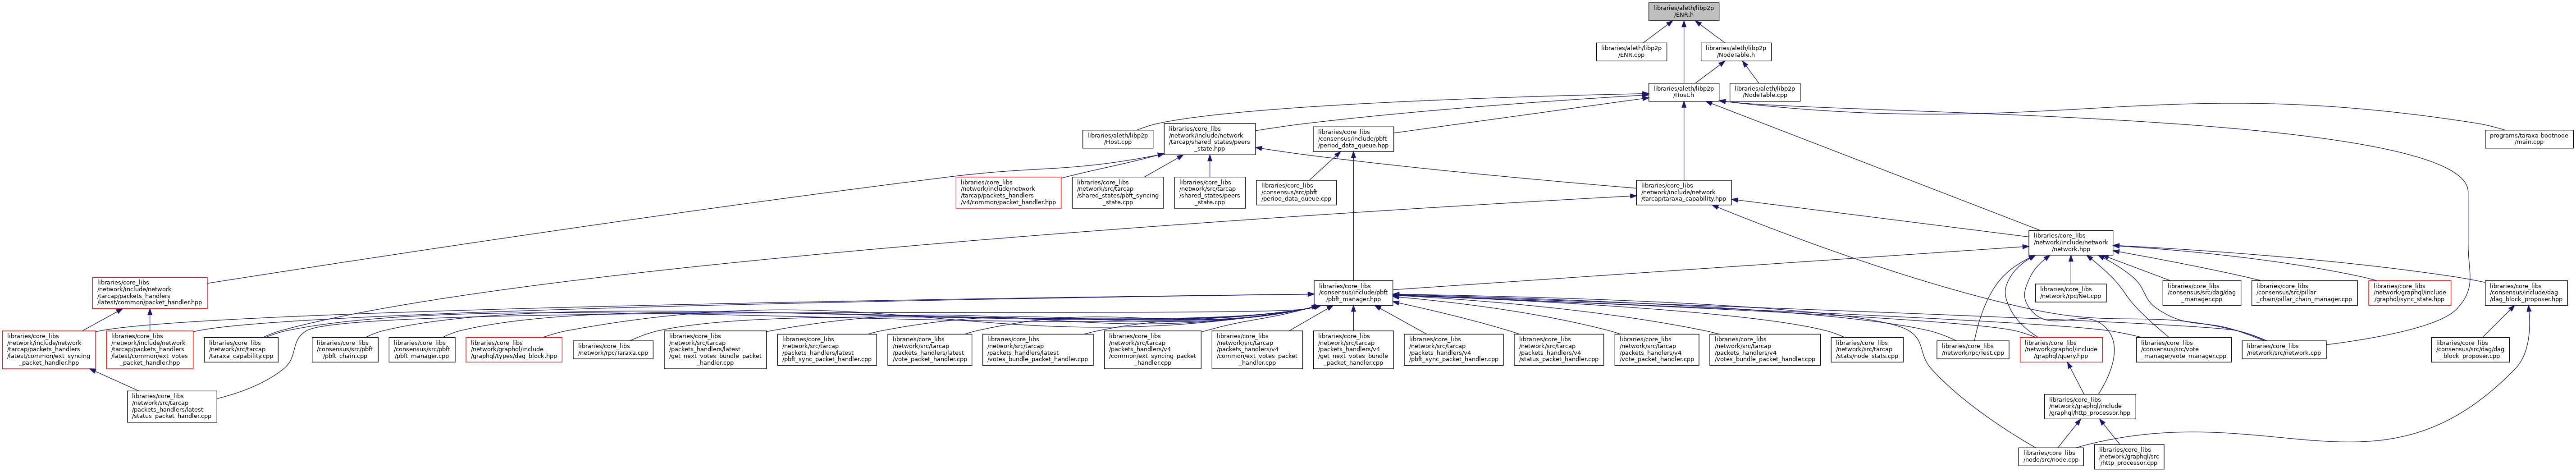 libraries/aleth/libp2p
/ENR.h
libraries/aleth/libp2p
/ENR.cpp
libraries/aleth/libp2p
/NodeTable.h
libraries/aleth/libp2p
/Host.h
libraries/aleth/libp2p
/NodeTable.cpp
libraries/aleth/libp2p
/Host.cpp
libraries/core_libs
/network/include/network
/tarcap/shared_states/peers
_state.hpp
libraries/core_libs
/consensus/include/pbft
/period_data_queue.hpp
programs/taraxa-bootnode
/main.cpp
libraries/core_libs
/network/include/network
/tarcap/packets_handlers
/v4/common/packet_handler.hpp
libraries/core_libs
/network/src/tarcap
/shared_states/pbft_syncing
_state.cpp
libraries/core_libs
/network/src/tarcap
/shared_states/peers
_state.cpp
libraries/core_libs
/consensus/src/pbft
/period_data_queue.cpp
libraries/core_libs
/network/include/network
/tarcap/taraxa_capability.hpp
libraries/core_libs
/network/include/network
/network.hpp
libraries/core_libs
/network/include/network
/tarcap/packets_handlers
/latest/common/packet_handler.hpp
libraries/core_libs
/consensus/include/pbft
/pbft_manager.hpp
libraries/core_libs
/network/rpc/Net.cpp
libraries/core_libs
/consensus/src/dag/dag
_manager.cpp
libraries/core_libs
/consensus/src/pillar
_chain/pillar_chain_manager.cpp
libraries/core_libs
/network/graphql/include
/graphql/sync_state.hpp
libraries/core_libs
/consensus/include/dag
/dag_block_proposer.hpp
libraries/core_libs
/network/include/network
/tarcap/packets_handlers
/latest/common/ext_syncing
_packet_handler.hpp
libraries/core_libs
/network/include/network
/tarcap/packets_handlers
/latest/common/ext_votes
_packet_handler.hpp
libraries/core_libs
/network/src/tarcap
/taraxa_capability.cpp
libraries/core_libs
/consensus/src/pbft
/pbft_chain.cpp
libraries/core_libs
/consensus/src/pbft
/pbft_manager.cpp
libraries/core_libs
/network/graphql/include
/graphql/types/dag_block.hpp
libraries/core_libs
/network/rpc/Taraxa.cpp
libraries/core_libs
/network/src/tarcap
/packets_handlers/latest
/get_next_votes_bundle_packet
_handler.cpp
libraries/core_libs
/network/src/tarcap
/packets_handlers/latest
/pbft_sync_packet_handler.cpp
libraries/core_libs
/network/src/tarcap
/packets_handlers/latest
/vote_packet_handler.cpp
libraries/core_libs
/network/src/tarcap
/packets_handlers/latest
/votes_bundle_packet_handler.cpp
libraries/core_libs
/network/src/tarcap
/packets_handlers/v4
/common/ext_syncing_packet
_handler.cpp
libraries/core_libs
/network/src/tarcap
/packets_handlers/v4
/common/ext_votes_packet
_handler.cpp
libraries/core_libs
/network/src/tarcap
/packets_handlers/v4
/get_next_votes_bundle
_packet_handler.cpp
libraries/core_libs
/network/src/tarcap
/packets_handlers/v4
/pbft_sync_packet_handler.cpp
libraries/core_libs
/network/src/tarcap
/packets_handlers/v4
/status_packet_handler.cpp
libraries/core_libs
/network/src/tarcap
/packets_handlers/v4
/vote_packet_handler.cpp
libraries/core_libs
/network/src/tarcap
/packets_handlers/v4
/votes_bundle_packet_handler.cpp
libraries/core_libs
/network/src/tarcap
/stats/node_stats.cpp
libraries/core_libs
/network/rpc/Test.cpp
libraries/core_libs
/network/graphql/include
/graphql/query.hpp
libraries/core_libs
/consensus/src/vote
_manager/vote_manager.cpp
libraries/core_libs
/network/src/network.cpp
libraries/core_libs
/consensus/src/dag/dag
_block_proposer.cpp
libraries/core_libs
/network/src/tarcap
/packets_handlers/latest
/status_packet_handler.cpp
libraries/core_libs
/network/graphql/include
/graphql/http_processor.hpp
libraries/core_libs
/node/src/node.cpp
libraries/core_libs
/network/graphql/src
/http_processor.cpp